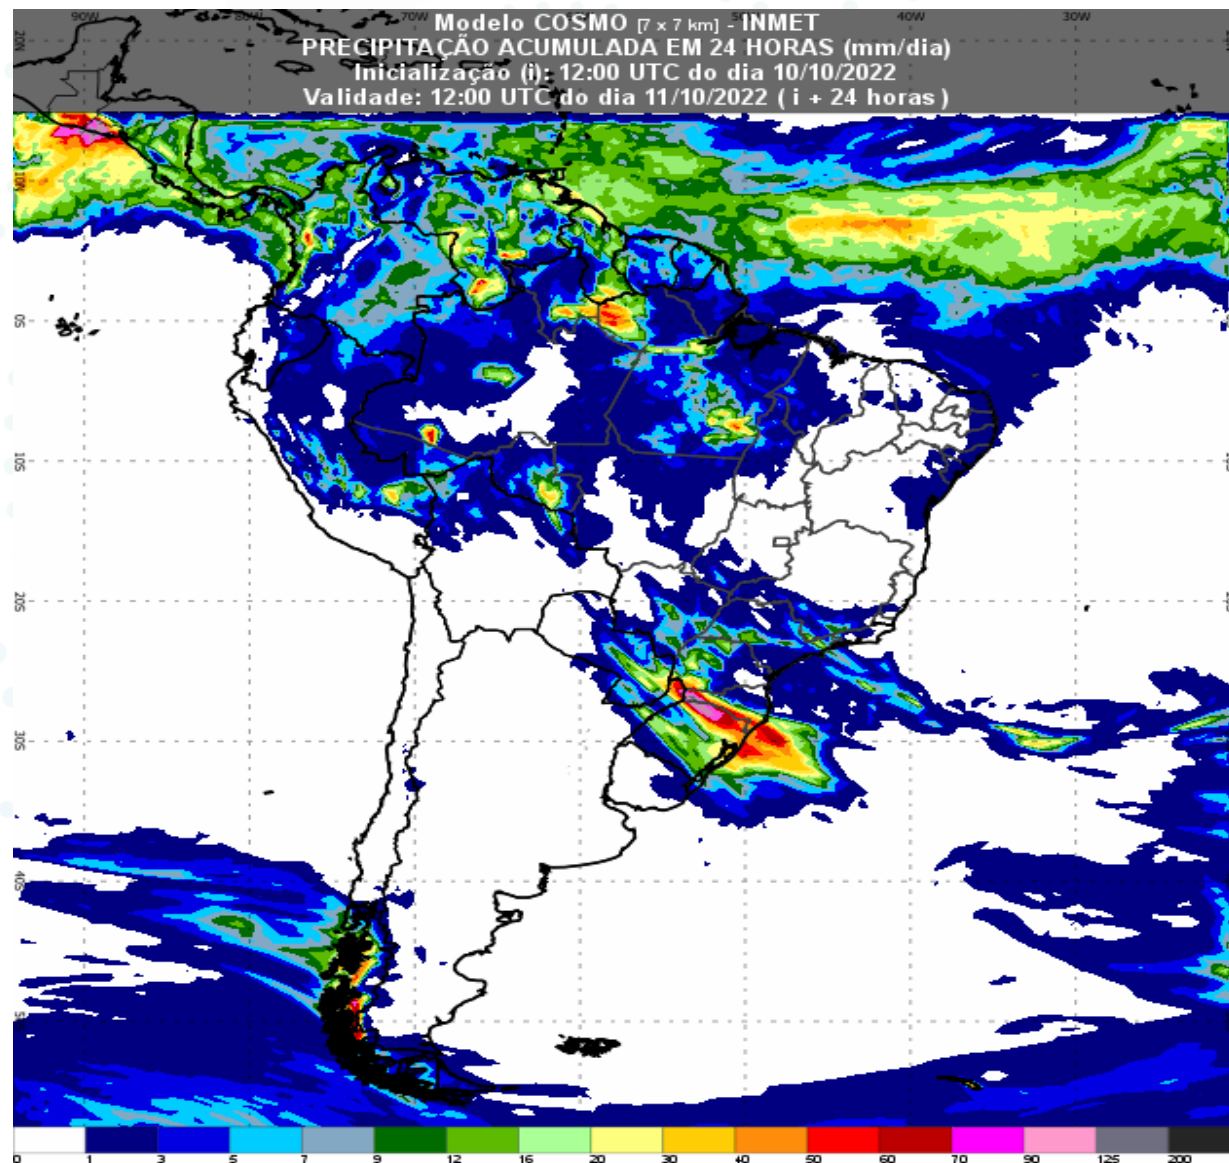 90W 70W 40W 30W
Modelo COSMO [7 x 7 km] - INMET
PRECIPITAÇÃO ACUMULADA EM 24 HORAS (mm/dia)
Inicialização (i): 12:00 UTC do dia 10/10/2022
Validade: 12:00 UTC do dia 11/10/2022 ( i + 24 horas )
20N
10N
0S
10S
20S
30S
40S
0 1 3 5 7 9 12 16 20 30 40 50 60 70 90 125 200